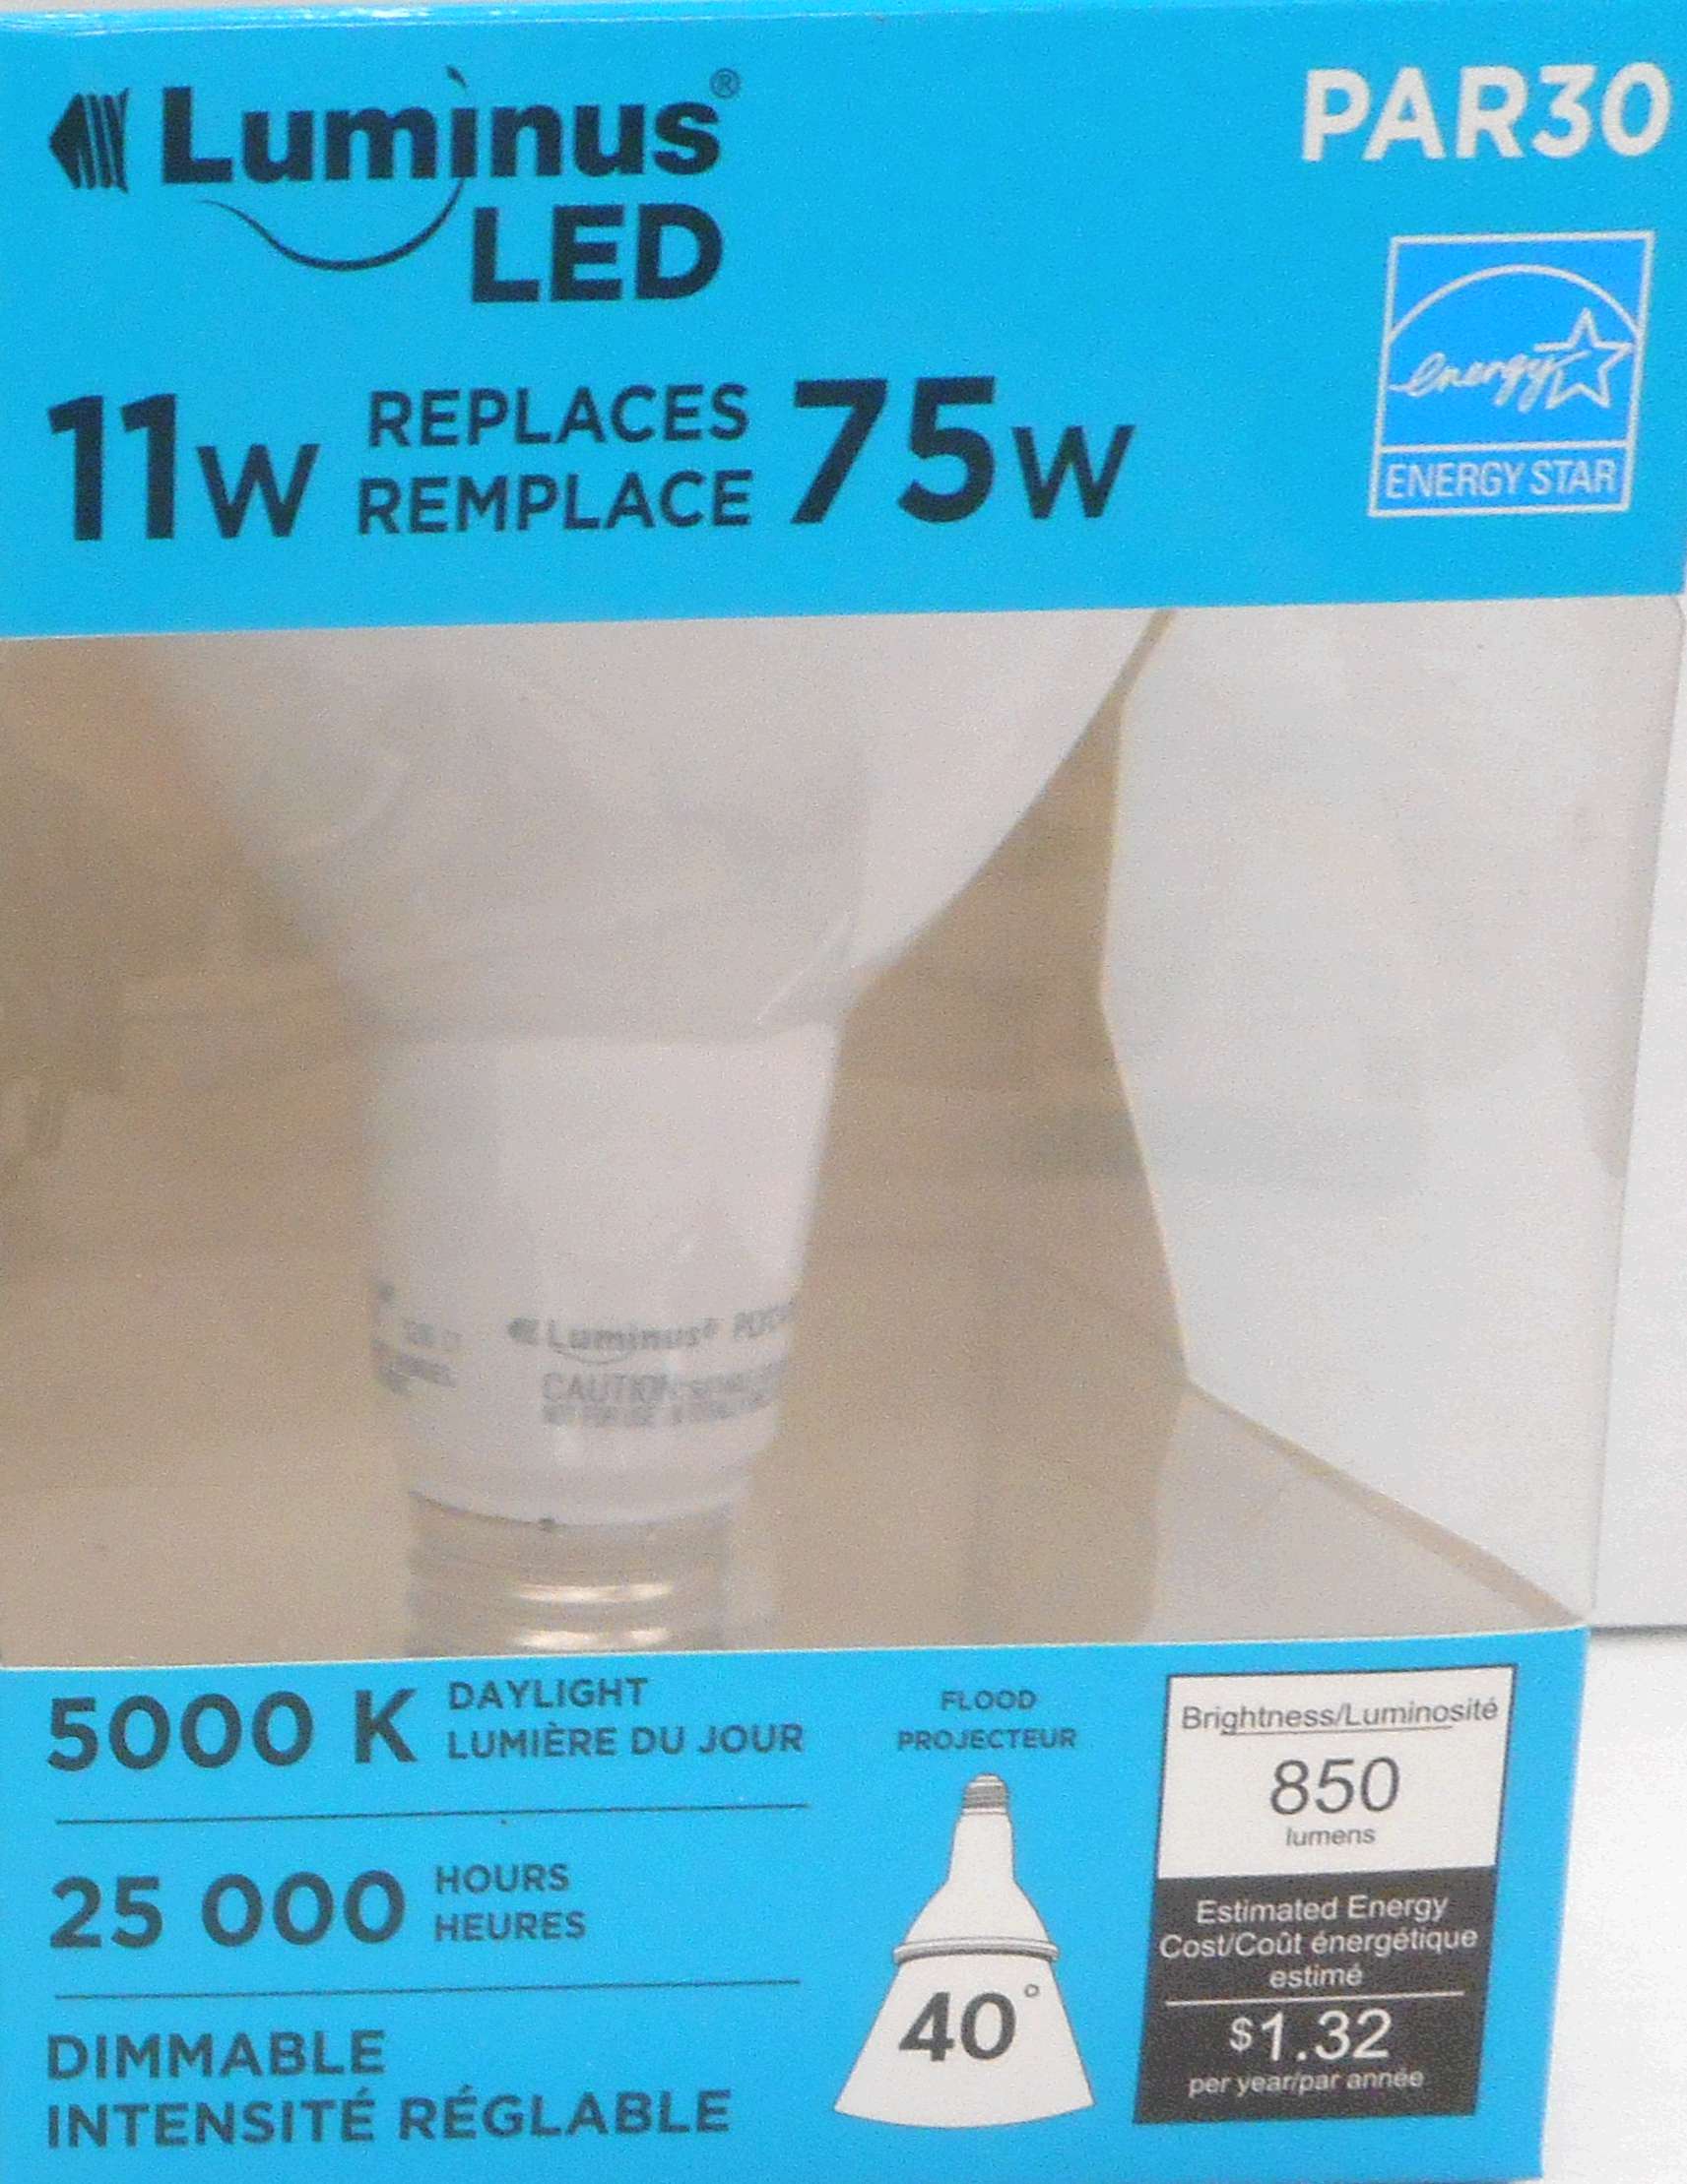 Luminus®
LED
PAR30
energy
ENERGY STAR
11W REPLACES 75W
REMPLACE
Luminus®
CAUTION
5000 K DAYLIGHT
LUMIÈRE DU JOUR
25 000 HOURS
HEURES
DIMMABLE
INTENSITÉ RÉGLABLE
FLOOD
PROJECTEUR
40°
Brightness/Luminosité
850
lumens
Estimated Energy
Cost/Coût énergétique
estimé
$1.32
per year/par année